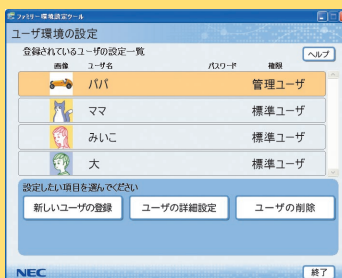 ファミリー環境設定ツール
ユーザ環境の設定
登録されているユーザの設定一覧
ヘルプ
画像 ユーザ名 パスワード 権限
パパ 管理ユーザ
ママ 標準ユーザ
みいこ 標準ユーザ
大 標準ユーザ
設定したい項目を選んでください
新しいユーザの登録 ユーザの詳細設定 ユーザの削除
NEC 終了